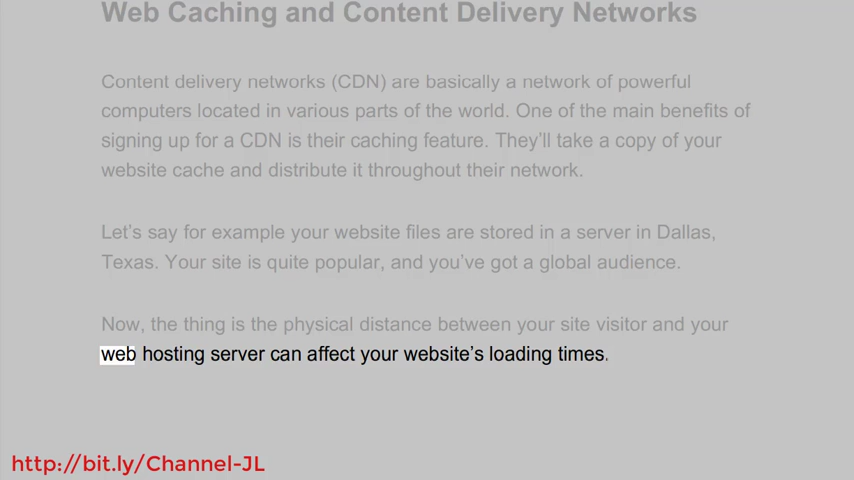 Web Caching and Content Delivery Networks
Content delivery networks (CDN) are basically a network of powerful
computers located in various parts of the world. One of the main benefits of
signing up for a CDN is their caching feature. They’ll take a copy of your
website cache and distribute it throughout their network.
Let’s say for example your website files are stored in a server in Dallas,
Texas. Your site is quite popular, and you’ve got a global audience.
Now, the thing is the physical distance between your site visitor and your
web hosting server can affect your website’s loading times.
http://bit.ly/Channel-JL